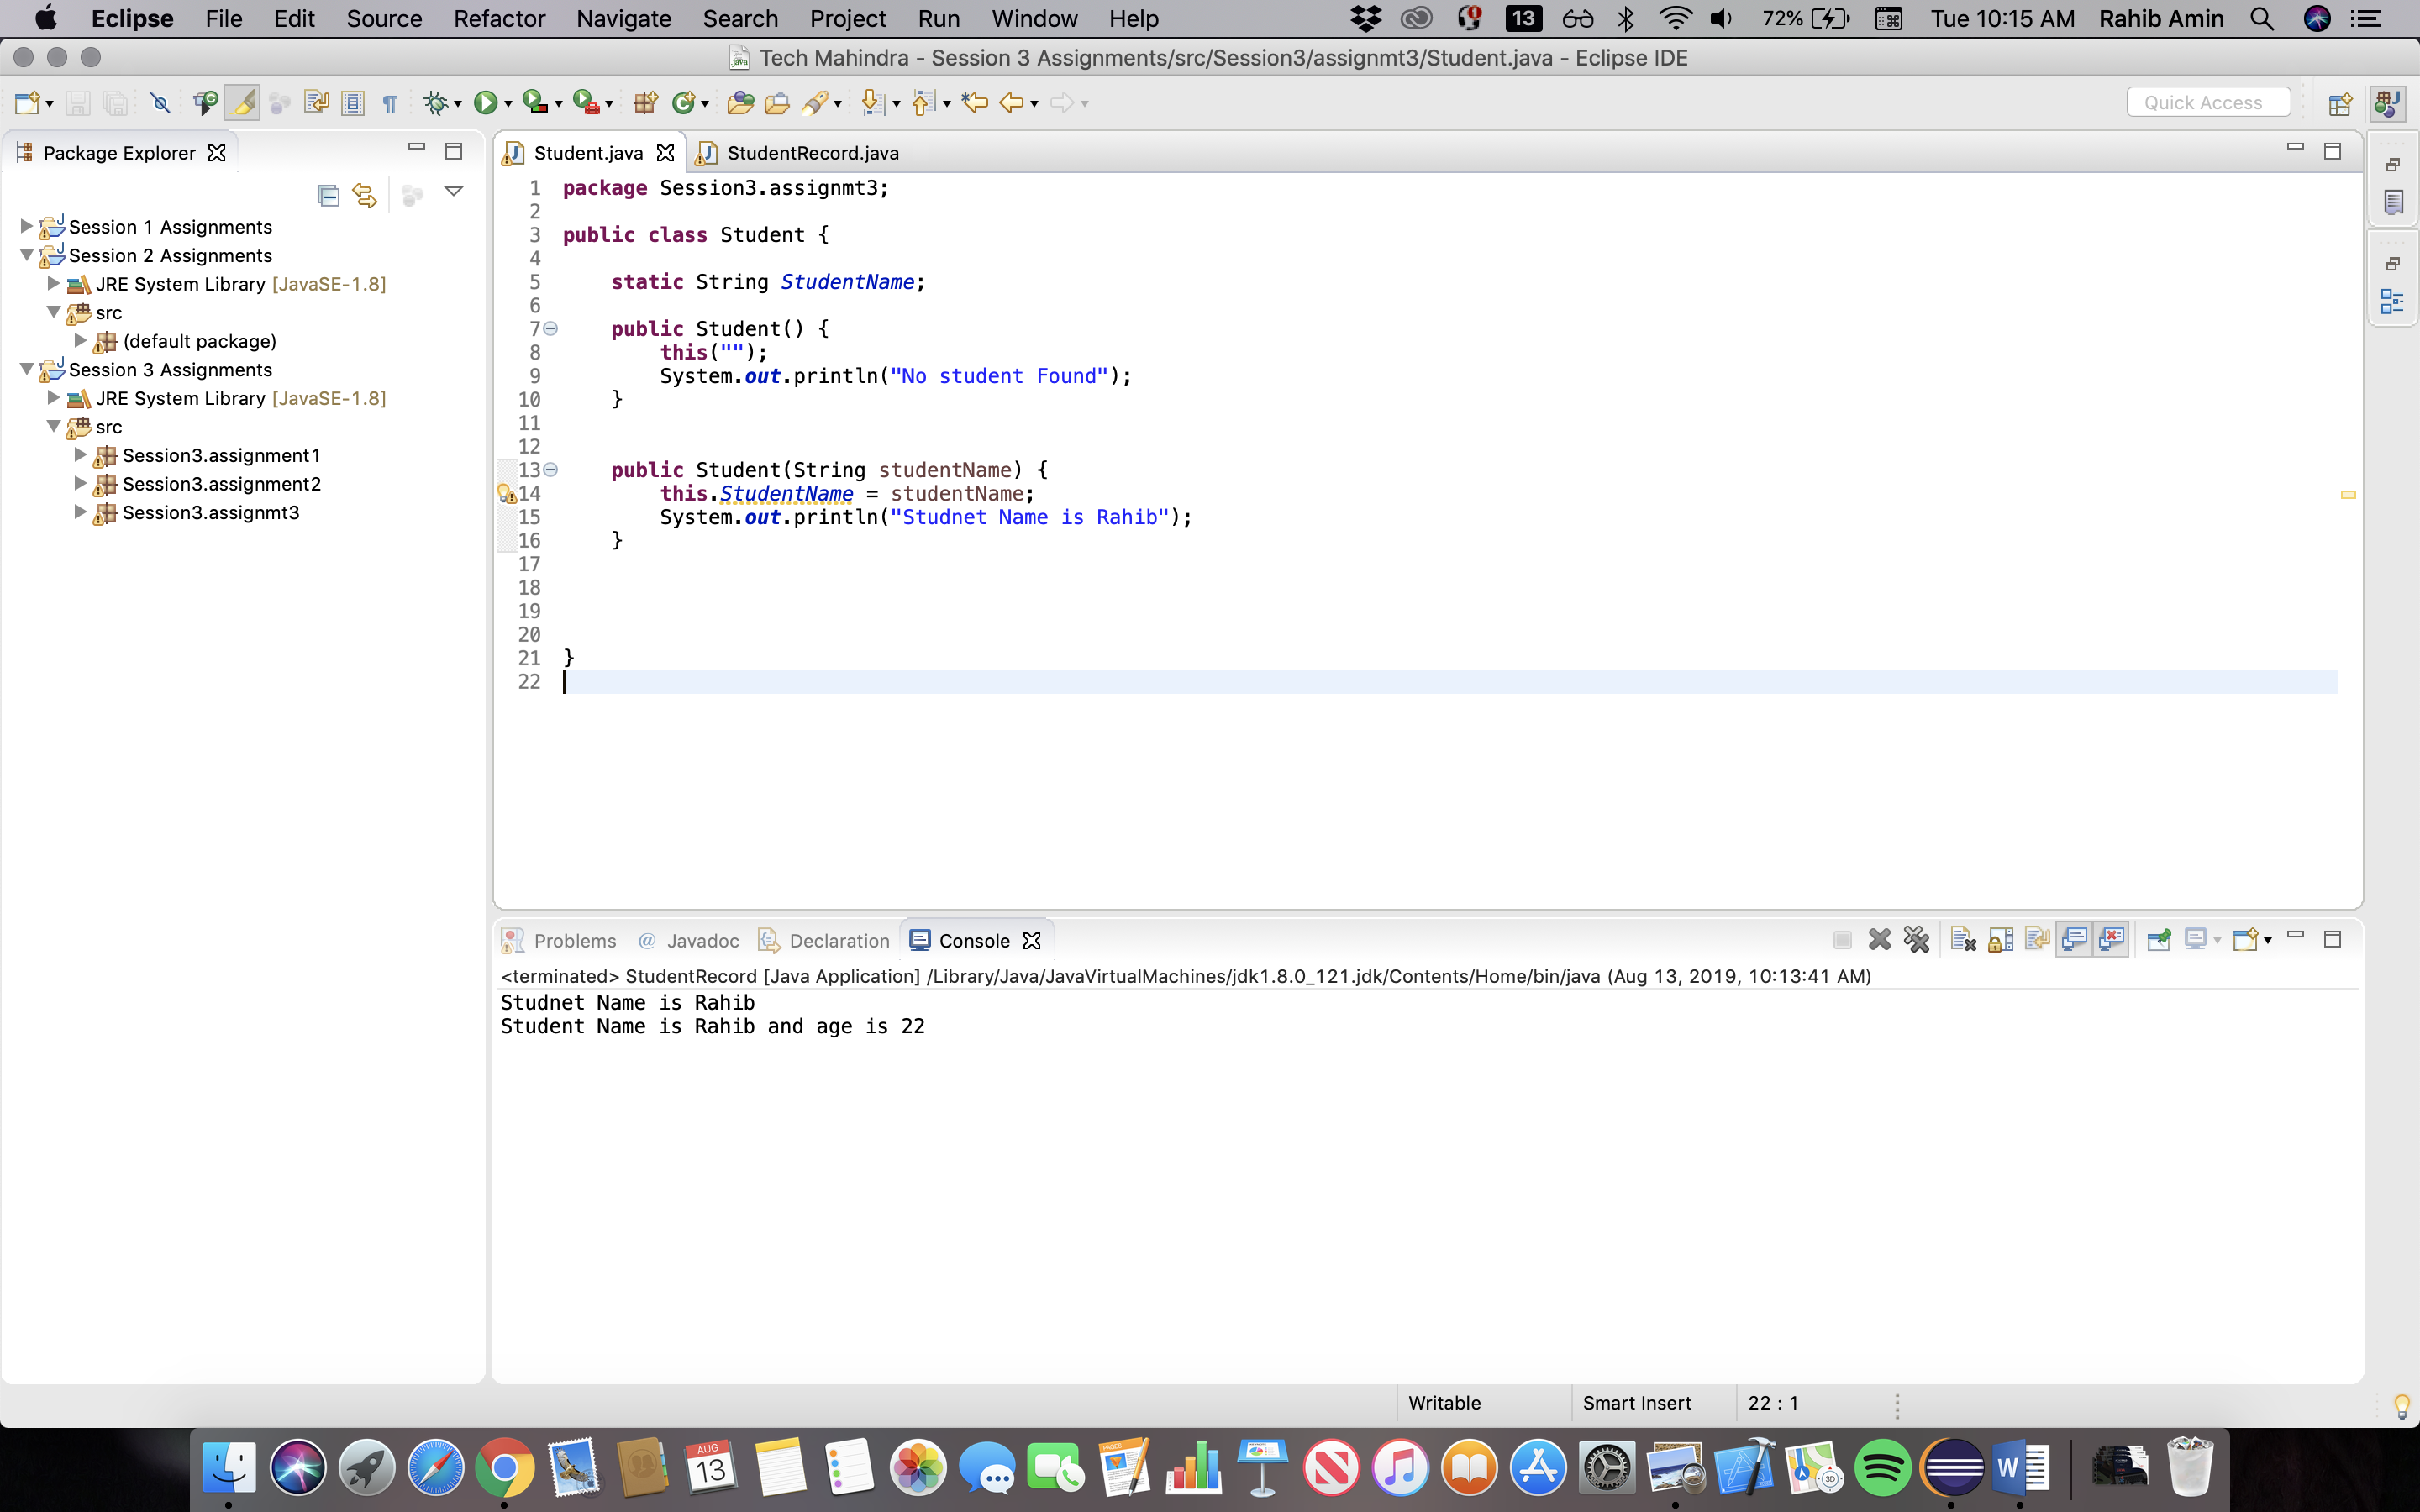 Eclipse File Edit Source Refactor Navigate Search Project Run Window Help 13 72% Tue 10:15 AM Rahib Amin
Tech Mahindra - Session 3 Assignments/src/Session3/assignmt3/Student.java - Eclipse IDE
Quick Access
Package Explorer
Session 1 Assignments
Session 2 Assignments
JRE System Library [JavaSE-1.8]
src
(default package)
Session 3 Assignments
JRE System Library [JavaSE-1.8]
src
Session3.assignment1
Session3.assignment2
Session3.assignmt3
Student.java StudentRecord.java
1 package Session3.assignmt3;
2
3 public class Student {
4
5 static String StudentName;
6
7 public Student() {
8 this("");
9 System.out.println("No student Found");
10 }
11
12
13 public Student(String studentName) {
14 this.StudentName = studentName;
15 System.out.println("Studnet Name is Rahib");
16 }
17
18
19
20
21 }
22
Problems @ Javadoc Declaration Console
<terminated> StudentRecord [Java Application] /Library/Java/JavaVirtualMachines/jdk1.8.0_121.jdk/Contents/Home/bin/java (Aug 13, 2019, 10:13:41 AM)
Studnet Name is Rahib
Student Name is Rahib and age is 22
Writable Smart Insert 22 : 1
AUG
13
PAGES
3D
W